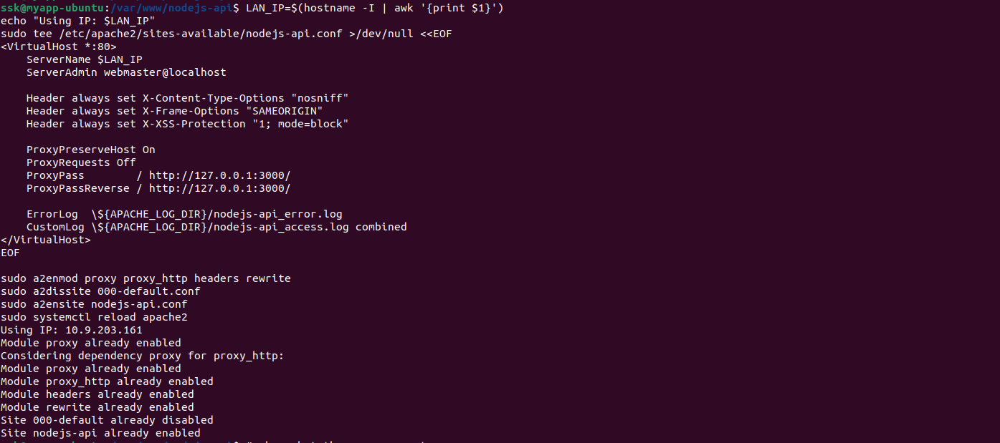 ssk@myapp-ubuntu:/var/www/nodejs-api$ LAN_IP=$(hostname -I | awk '{print $1}')
echo "Using IP: $LAN_IP"
sudo tee /etc/apache2/sites-available/nodejs-api.conf >/dev/null <<EOF
<VirtualHost *:80>
    ServerName $LAN_IP
    ServerAdmin webmaster@localhost

    Header always set X-Content-Type-Options "nosniff"
    Header always set X-Frame-Options "SAMEORIGIN"
    Header always set X-XSS-Protection "1; mode=block"

    ProxyPreserveHost On
    ProxyRequests Off
    ProxyPass        / http://127.0.0.1:3000/
    ProxyPassReverse / http://127.0.0.1:3000/

    ErrorLog  \${APACHE_LOG_DIR}/nodejs-api_error.log
    CustomLog \${APACHE_LOG_DIR}/nodejs-api_access.log combined
</VirtualHost>
EOF

sudo a2enmod proxy proxy_http headers rewrite
sudo a2dissite 000-default.conf
sudo a2ensite nodejs-api.conf
sudo systemctl reload apache2
Using IP: 10.9.203.161
Module proxy already enabled
Considering dependency proxy for proxy_http:
Module proxy already enabled
Module proxy_http already enabled
Module headers already enabled
Module rewrite already enabled
Site 000-default already disabled
Site nodejs-api already enabled